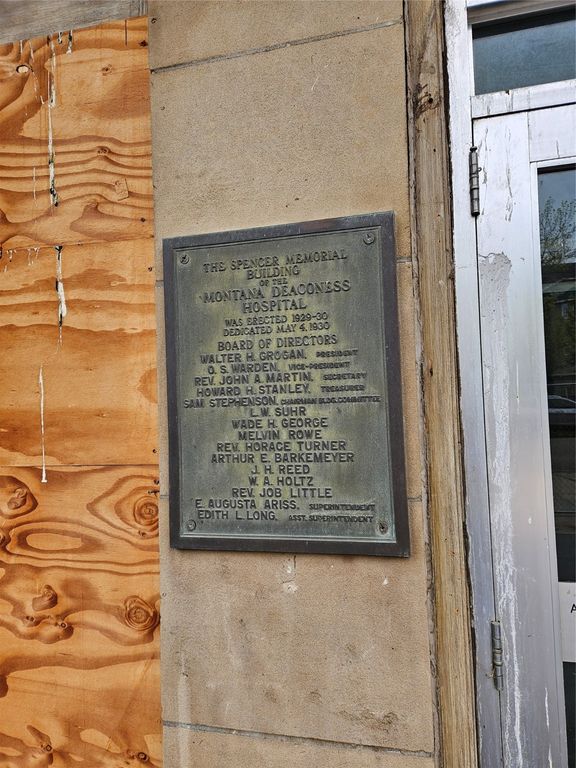 THE SPENCER MEMORIAL
BUILDING
OF THE
MONTANA DEACONESS
HOSPITAL
WAS ERECTED 1929-30
DEDICATED MAY 4, 1930
BOARD OF DIRECTORS
WALTER H. GROGAN, PRESIDENT
O. S. WARDEN, VICE-PRESIDENT
REV. JOHN A. MARTIN, SECRETARY
HOWARD H. STANLEY, TREASURER
SAM STEPHENSON, CHAIRMAN BLDG. COMMITTEE
L. W. SUHR
WADE H. GEORGE
MELVIN ROWE
REV. HORACE TURNER
ARTHUR E. BARKEMEYER
J. H. REED
W. A. HOLTZ
REV. JOB LITTLE
E. AUGUSTA ARISS, SUPERINTENDENT
EDITH L. LONG, ASST. SUPERINTENDENT